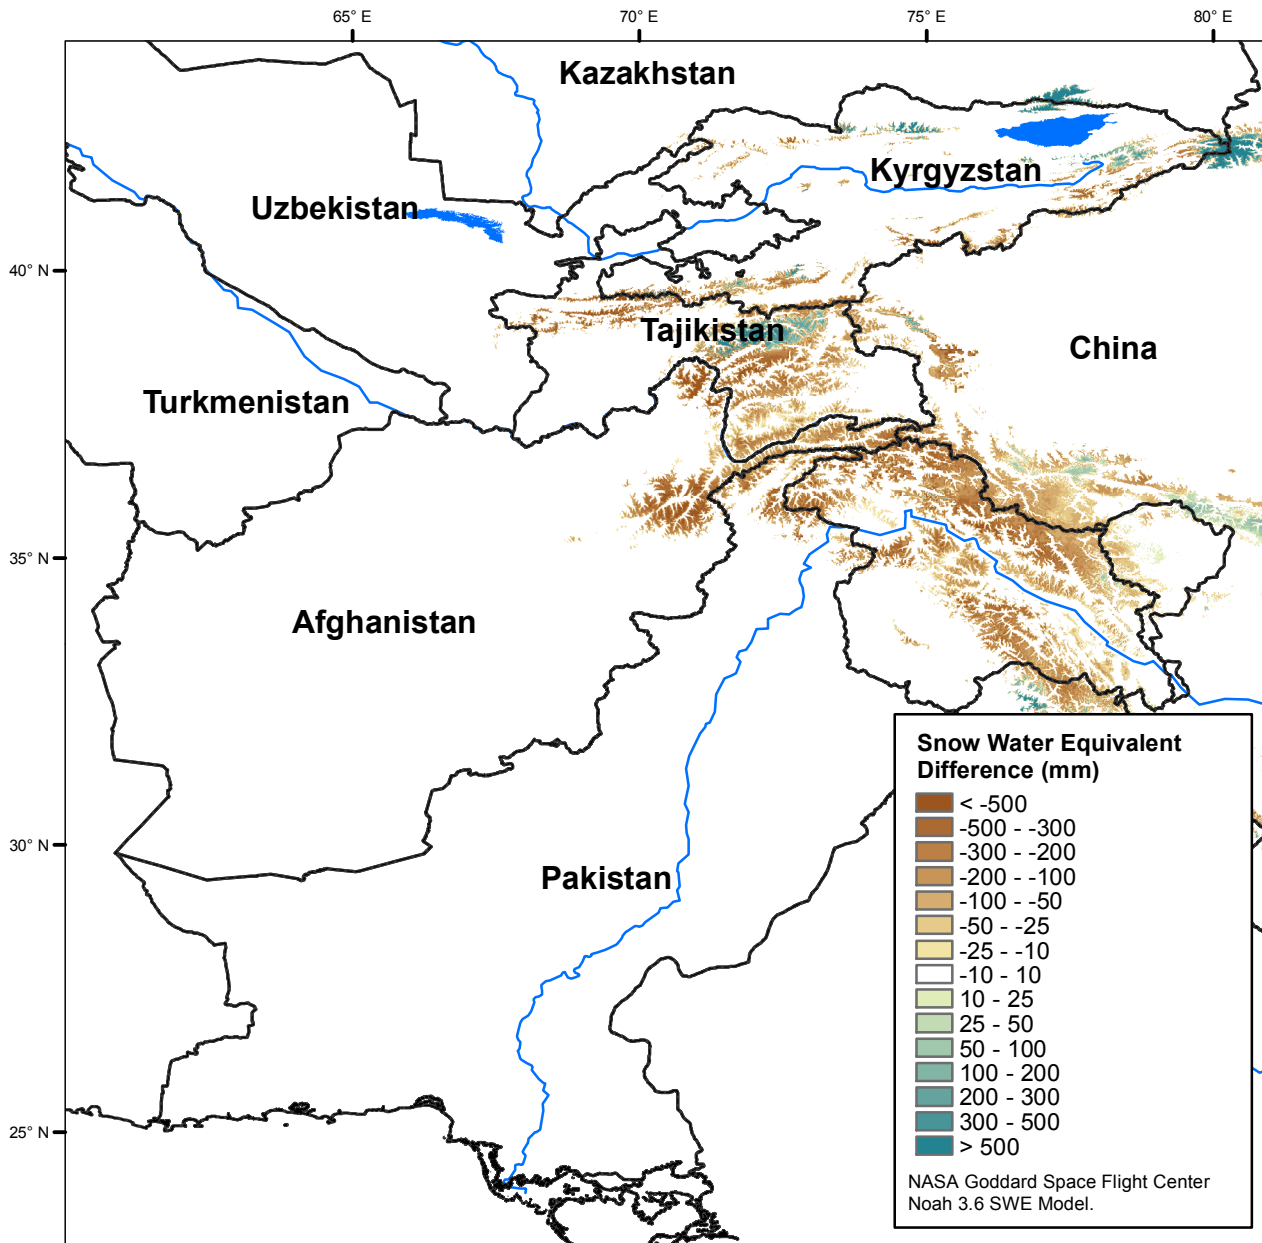 65° E
70° E
75° E
80° E
Kazakhstan
Kyrgyzstan
Uzbekistan
40° N
Tajikistan
China
Turkmenistan
35° N
Afghanistan
30° N
Pakistan
25° N
Snow Water Equivalent
Difference (mm)
< -500
-500 - -300
-300 - -200
-200 - -100
-100 - -50
-50 - -25
-25 - -10
-10 - 10
10 - 25
25 - 50
50 - 100
100 - 200
200 - 300
300 - 500
> 500
NASA Goddard Space Flight Center
Noah 3.6 SWE Model.